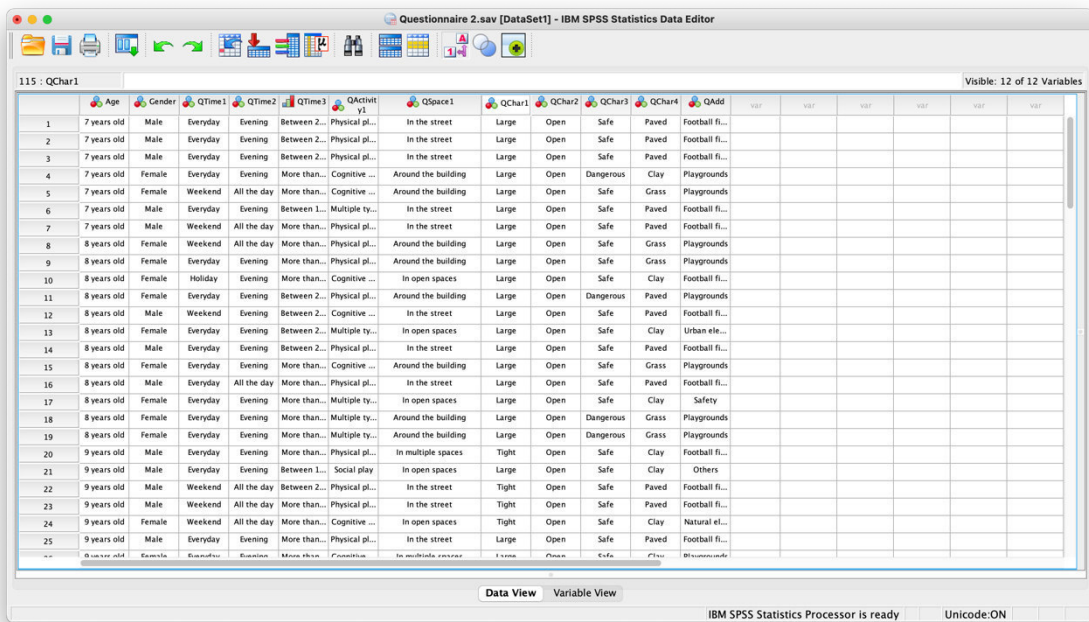 Questionnaire 2.sav [DataSet1] - IBM SPSS Statistics Data Editor
115 : QChar1 Visible: 12 of 12 Variables
Age Gender QTime1 QTime2 QTime3 QActivity1 QSpace1 QChar1 QChar2 QChar3 QChar4 QAdd var var var var var
1 7 years old Male Everyday Evening Between 2... Physical pl... In the street Large Open Safe Paved Football fi...
2 7 years old Male Everyday Evening Between 2... Physical pl... In the street Large Open Safe Paved Football fi...
3 7 years old Male Everyday Evening Between 2... Physical pl... In the street Large Open Safe Paved Football fi...
4 7 years old Female Everyday Evening More than... Cognitive ... Around the building Large Open Dangerous Clay Playgrounds
5 7 years old Female Weekend All the day More than... Cognitive ... Around the building Large Open Safe Grass Playgrounds
6 7 years old Male Everyday Evening Between 1... Multiple ty... In the street Large Open Safe Paved Football fi...
7 7 years old Male Weekend All the day More than... Physical pl... In the street Large Open Safe Paved Football fi...
8 8 years old Female Weekend All the day More than... Physical pl... Around the building Large Open Safe Grass Playgrounds
9 8 years old Female Everyday Evening More than... Physical pl... Around the building Large Open Safe Grass Playgrounds
10 8 years old Female Holiday Evening More than... Cognitive ... In open spaces Large Open Safe Clay Football fi...
11 8 years old Female Everyday Evening Between 2... Physical pl... Around the building Large Open Dangerous Paved Playgrounds
12 8 years old Male Weekend Evening Between 2... Cognitive ... In the street Large Open Safe Paved Football fi...
13 8 years old Female Everyday Evening Between 2... Multiple ty... In open spaces Large Open Safe Clay Urban ele...
14 8 years old Male Everyday Evening Between 2... Physical pl... In the street Large Open Safe Paved Football fi...
15 8 years old Female Everyday Evening More than... Cognitive ... Around the building Large Open Safe Grass Playgrounds
16 8 years old Male Everyday All the day More than... Physical pl... In the street Large Open Safe Paved Football fi...
17 8 years old Female Everyday Evening More than... Multiple ty... In open spaces Large Open Safe Clay Safety
18 8 years old Female Everyday Evening More than... Multiple ty... Around the building Large Open Dangerous Grass Playgrounds
19 8 years old Female Everyday Evening More than... Multiple ty... Around the building Large Open Dangerous Grass Playgrounds
20 9 years old Male Everyday Evening More than... Physical pl... In multiple spaces Tight Open Safe Clay Football fi...
21 9 years old Male Everyday Evening Between 1... Social play In open spaces Large Open Safe Clay Others
22 9 years old Male Weekend All the day Between 2... Physical pl... In the street Tight Open Safe Paved Football fi...
23 9 years old Male Weekend All the day More than... Physical pl... In the street Tight Open Safe Paved Football fi...
24 9 years old Female Weekend All the day More than... Cognitive ... In open spaces Tight Open Safe Clay Natural el...
25 9 years old Male Everyday Evening More than... Physical pl... In the street Large Open Safe Paved Football fi...
Data View Variable View
IBM SPSS Statistics Processor is ready Unicode:ON